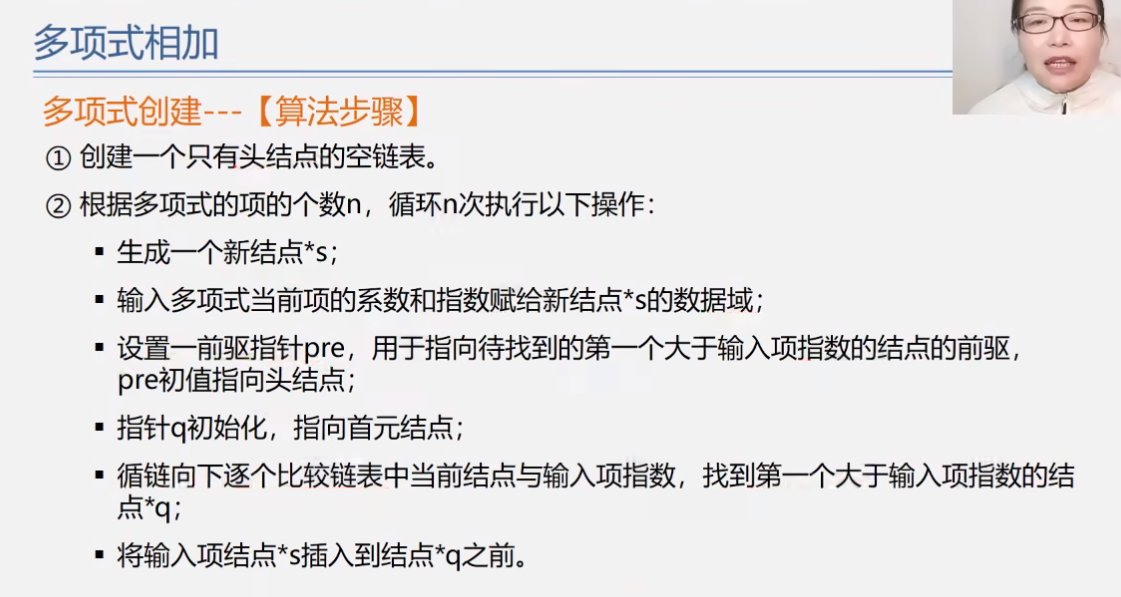 多项式相加
多项式创建---【算法步骤】
① 创建一个只有头结点的空链表。
② 根据多项式的项的个数n，循环n次执行以下操作：
▪ 生成一个新结点*s；
▪ 输入多项式当前项的系数和指数赋给新结点*s的数据域；
▪ 设置一前驱指针pre，用于指向待找到的第一个大于输入项指数的结点的前驱，
pre初值指向头结点；
▪ 指针q初始化，指向首元结点；
▪ 循链向下逐个比较链表中当前结点与输入项指数，找到第一个大于输入项指数的结
点*q；
▪ 将输入项结点*s插入到结点*q之前。